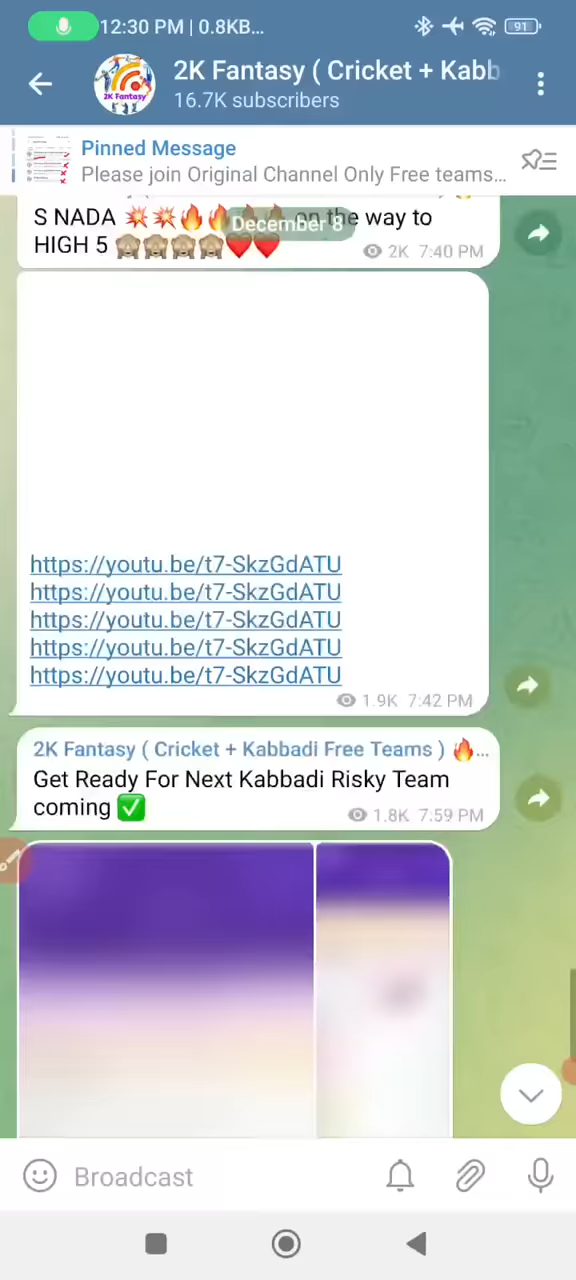 12:30 PM | 0.8KB...
91
2K Fantasy ( Cricket + Kabb
16.7K subscribers
2K Fantasy
Pinned Message
Please join Original Channel Only Free teams...
S NADA 💥💥🔥🔥🔥🔥 on the way to
December 8
HIGH 5 🙈🙈🙈🙈❤️❤️
2K 7:40 PM
https://youtu.be/t7-SkzGdATU
https://youtu.be/t7-SkzGdATU
https://youtu.be/t7-SkzGdATU
https://youtu.be/t7-SkzGdATU
https://youtu.be/t7-SkzGdATU
1.9K 7:42 PM
2K Fantasy ( Cricket + Kabbadi Free Teams ) 🔥...
Get Ready For Next Kabbadi Risky Team
coming ✅
1.8K 7:59 PM
Broadcast